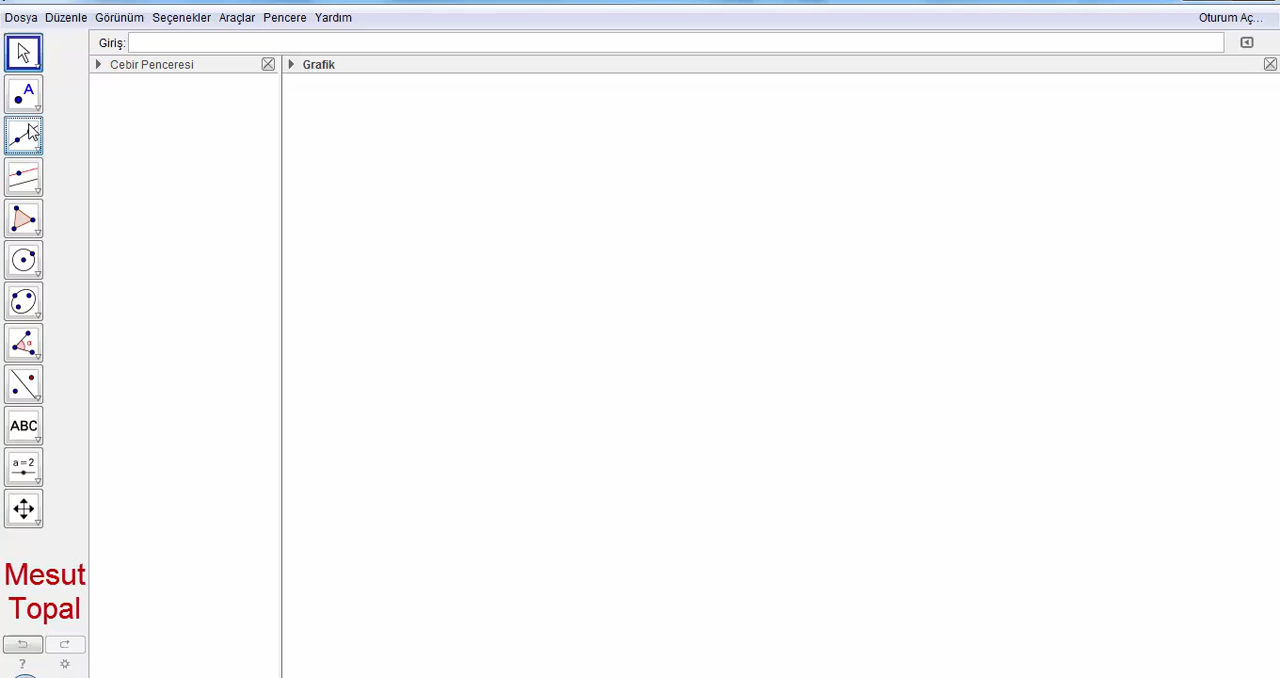 Dosya Düzenle Görünüm Seçenekler Araçlar Pencere Yardım Oturum Aç...
Giriş:
Cebir Penceresi
Grafik
A
α
ABC
a=2
Mesut
Topal
?